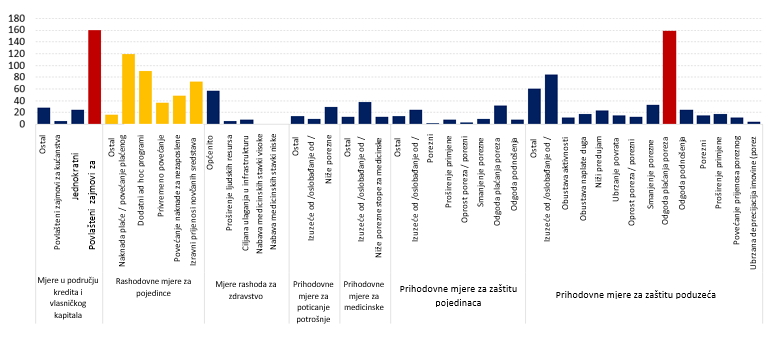 180
160
140
120
100
80
60
40
20
0
Ostal
Povlašteni zajmovi za kućanstva
Jednokratni
Povlašteni zajmovi za
Ostal
Naknada plaće / povećanje plaćenog
Dodatni ad hoc programi
Privremeno povećanje
Povećanje naknade za nezaposlene
Izravni prijenosi novčanih sredstava
Općenito
Proširenje ljudskih resursa
Ciljana ulaganja u infrastrukturu
Nabava medicinskih stavki visoke
Nabava medicinskih stavki niske
Ostal
Izuzeće od /oslobađanje od /
Niže porezne
Ostal
Izuzeće od /oslobađanje od /
Niže porezne stope za medicinske
Ostal
Izuzeće od /oslobađanje od /
Porezni
Proširenje primjene
Oprost poreza / porezni
Smanjenje porezne
Odgoda plaćanja poreza
Odgoda podnošenja
Ostal
Izuzeće od /oslobađanje od /
Obustava aktivnosti
Obustava naplate duga
Niži predujam
Ubrzanje povrata
Oprost poreza / porezni
Smanjenje porezne
Odgoda plaćanja poreza
Odgoda podnošenja
Porezni
Proširenje primjene
Povećanje prijenosa poreznog
Ubrzana deprecijacija imovine (porez
Mjere u području
kredita i
vlasničkog
kapitala
Rashodovne mjere za
pojedince
Mjere rashoda za
zdravstvo
Prihodovne
mjere za
poticanje
potrošnje
Prihodovne
mjere za
medicinske
Prihodovne mjere za zaštitu
pojedinaca
Prihodovne mjere za zaštitu poduzeća